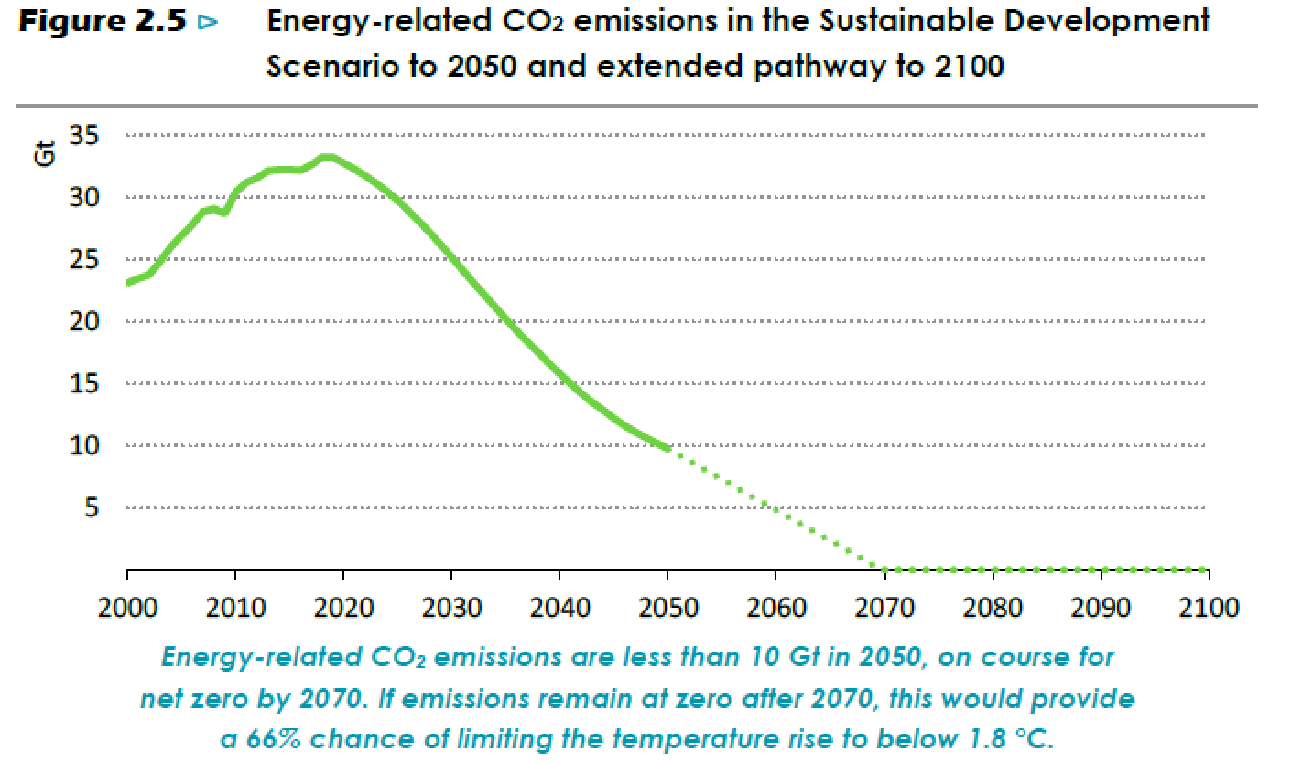 Figure 2.5 ▷ Energy-related CO₂ emissions in the Sustainable Development
Scenario to 2050 and extended pathway to 2100
Gt
35
30
25
20
15
10
5
2000 2010 2020 2030 2040 2050 2060 2070 2080 2090 2100
Energy-related CO₂ emissions are less than 10 Gt in 2050, on course for
net zero by 2070. If emissions remain at zero after 2070, this would provide
a 66% chance of limiting the temperature rise to below 1.8 °C.